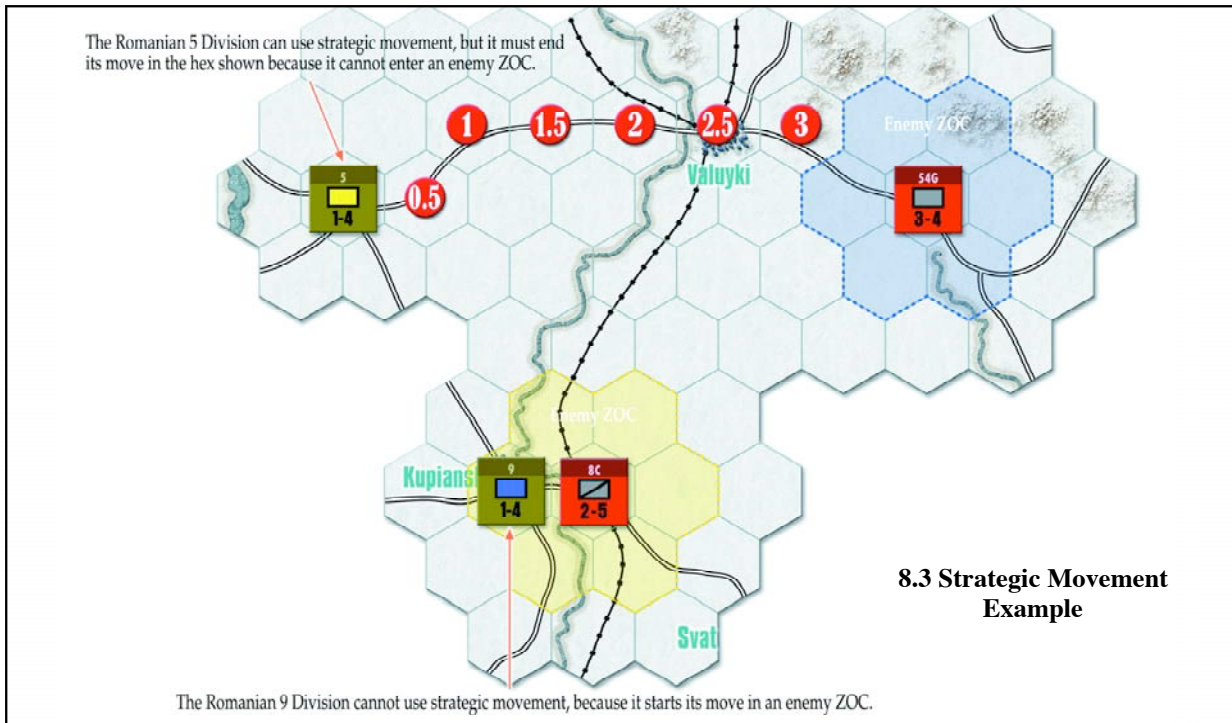 The Romanian 5 Division can use strategic movement, but it must end
its move in the hex shown because it cannot enter an enemy ZOC.
1
1.5
2
2.5
3
Enemy ZOC
Valuyki
5
1-4
0.5
54G
3-4
Enemy ZOC
Kupians
9
1-4
8C
2-5
8.3 Strategic Movement
Example
Svat
The Romanian 9 Division cannot use strategic movement, because it starts its move in an enemy ZOC.